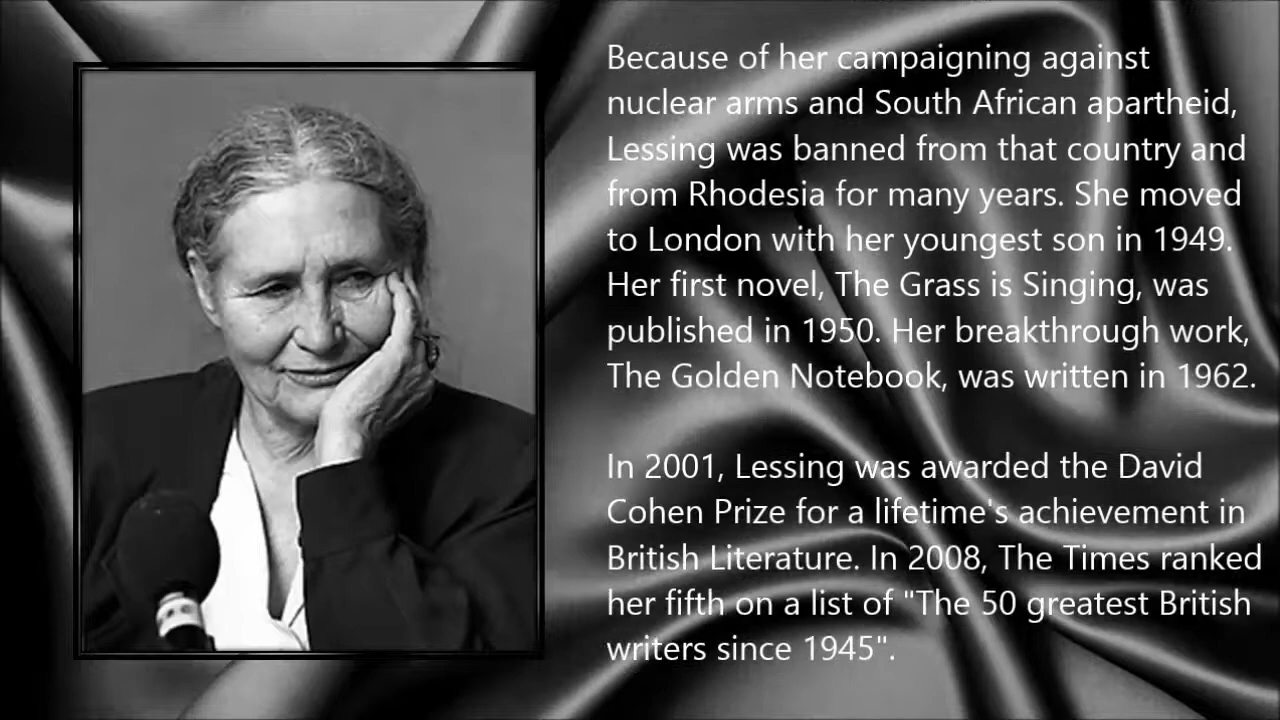 Because of her campaigning against
nuclear arms and South African apartheid,
Lessing was banned from that country and
from Rhodesia for many years. She moved
to London with her youngest son in 1949.
Her first novel, The Grass is Singing, was
published in 1950. Her breakthrough work,
The Golden Notebook, was written in 1962.
In 2001, Lessing was awarded the David
Cohen Prize for a lifetime's achievement in
British Literature. In 2008, The Times ranked
her fifth on a list of "The 50 greatest British
writers since 1945".